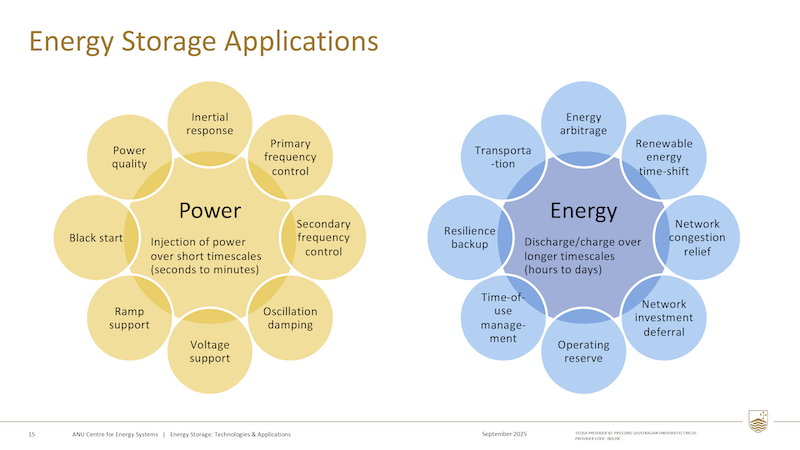 Energy Storage Applications
Inertial
response
Primary
frequency
control
Secondary
frequency
control
Oscillation
damping
Voltage
support
Ramp
support
Black start
Power
quality
Power
Injection of power
over short timescales
(seconds to minutes)
Energy
arbitrage
Renewable
energy
time-shift
Network
congestion
relief
Network
investment
deferral
Operating
reserve
Time-of-
use
manage-
ment
Resilience
backup
Transporta
-tion
Energy
Discharge/charge over
longer timescales
(hours to days)
15
ANU Centre for Energy Systems | Energy Storage: Technologies & Applications
September 2025
TEQSA PROVIDER ID: PRV12002 (AUSTRALIAN UNIVERSITY) CRICOS
PROVIDER CODE: 00120C